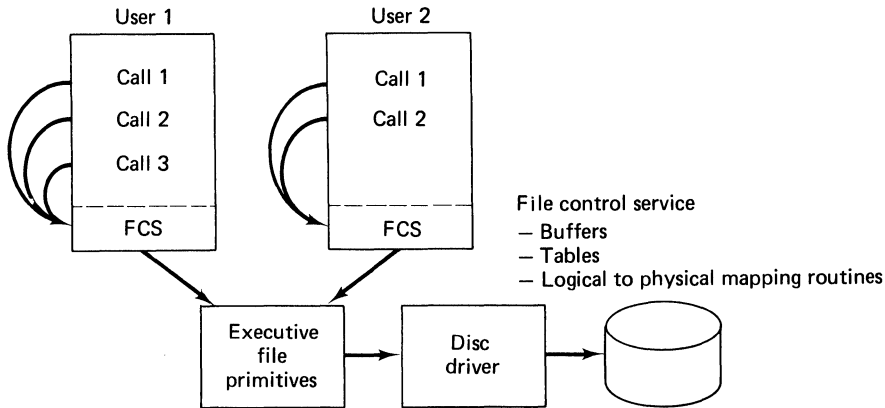 User 1
Call 1
Call 2
Call 3
FCS
User 2
Call 1
Call 2
FCS
File control service
– Buffers
– Tables
– Logical to physical mapping routines
Executive
file
primitives
Disc
driver